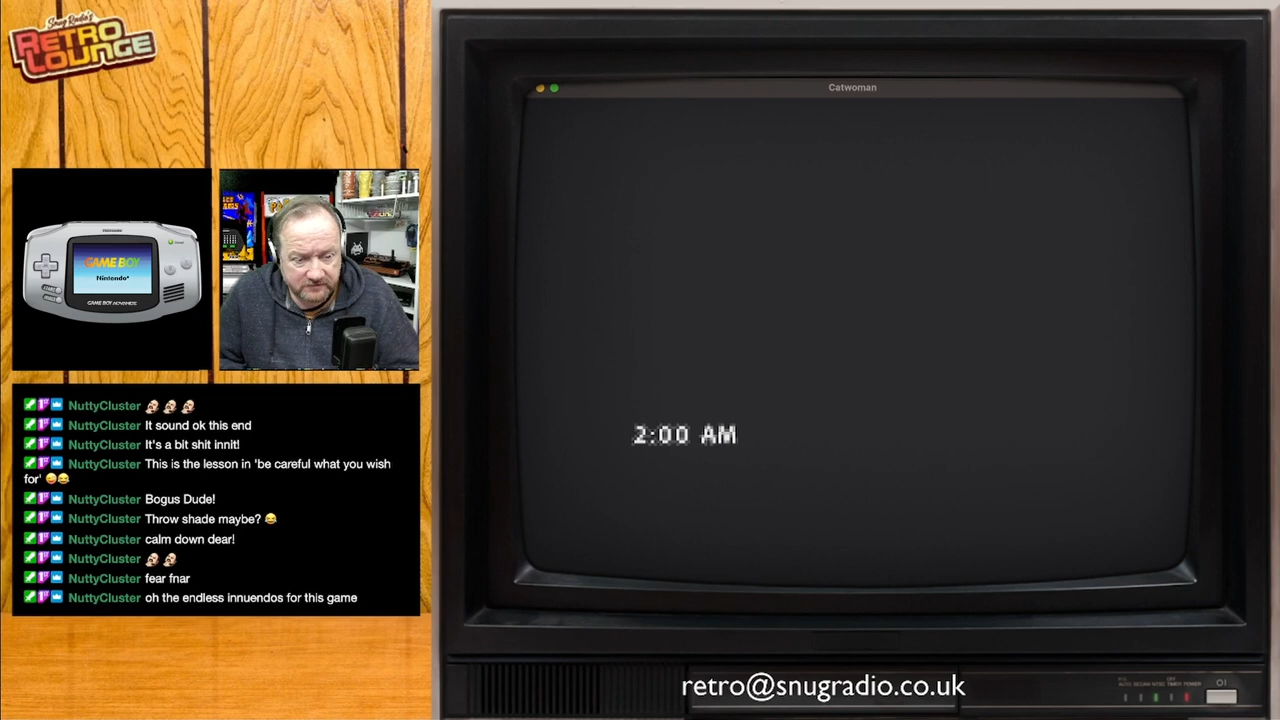 Snug Radio's
RETRO
LOUNGE
Catwoman
GAME BOY
Nintendo®
GAME BOY ADVANCE
2:00 AM
NuttyCluster
NuttyCluster It sound ok this end
NuttyCluster It's a bit shit innit!
NuttyCluster This is the lesson in 'be careful what you wish
for'
NuttyCluster Bogus Dude!
NuttyCluster Throw shade maybe?
NuttyCluster calm down dear!
NuttyCluster
NuttyCluster fear fnar
NuttyCluster oh the endless innuendos for this game
retro@snugradio.co.uk